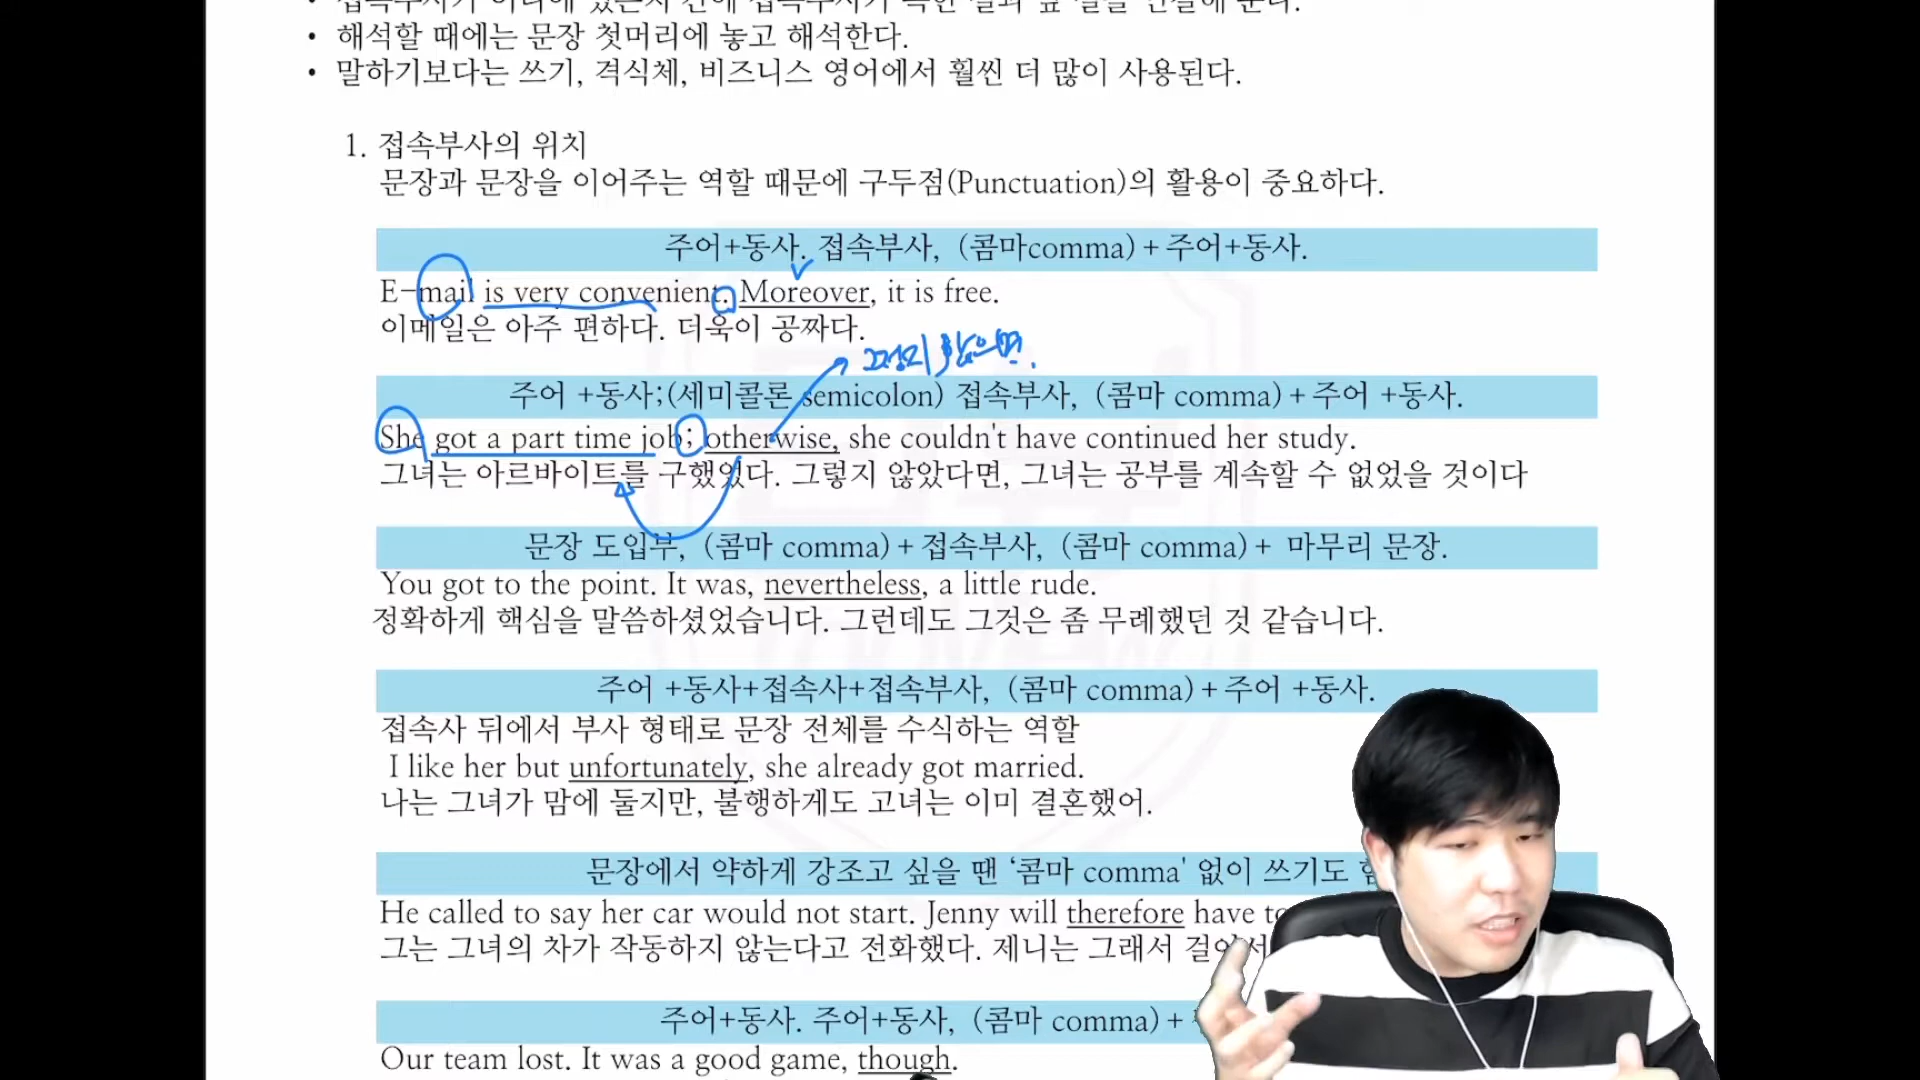 해석할 때에는 문장 첫머리에 놓고 해석한다.
• 말하기보다는 쓰기, 격식체, 비즈니스 영어에서 훨씬 더 많이 사용된다.
1. 접속부사의 위치
문장과 문장을 이어주는 역할 때문에 구두점(Punctuation)의 활용이 중요하다.
주어+동사. 접속부사, (콤마comma)+주어+동사.
E-mail is very convenient. Moreover, it is free.
이메일은 아주 편하다. 더욱이 공짜다.
않으면.
주어 +동사;(세미콜론 semicolon) 접속부사, (콤마 comma)+주어 +동사.
She got a part time job; otherwise, she couldn't have continued her study.
그녀는 아르바이트를 구했었다. 그렇지 않았다면, 그녀는 공부를 계속할 수 없었을 것이다
문장 도입부, (콤마 comma)+접속부사, (콤마 comma)+ 마무리 문장.
You got to the point. It was, nevertheless, a little rude.
정확하게 핵심을 말씀하셨었습니다. 그런데도 그것은 좀 무례했던 것 같습니다.
주어 +동사+접속사+접속부사, (콤마 comma)+주어 +동사.
접속사 뒤에서 부사 형태로 문장 전체를 수식하는 역할
I like her but unfortunately, she already got married.
나는 그녀가 맘에 둘지만, 불행하게도 고녀는 이미 결혼했어.
문장에서 약하게 강조고 싶을 땐 ‘콤마 comma' 없이 쓰기도
He called to say her car would not start. Jenny will therefore have
그는 그녀의 차가 작동하지 않는다고 전화했다. 제니는 그래서
주어+동사. 주어+동사, (콤마 comma)+
Our team lost. It was a good game, though.